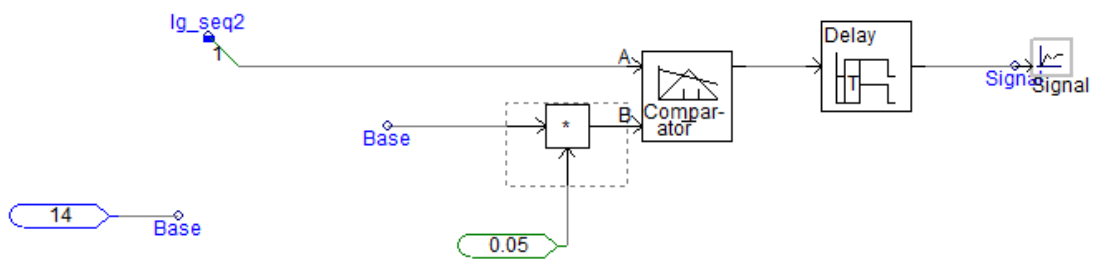 Ig_seq2
1
A
Compar-
ator
Delay
T
Signal
Signal
Base
*
B
14
Base
0.05